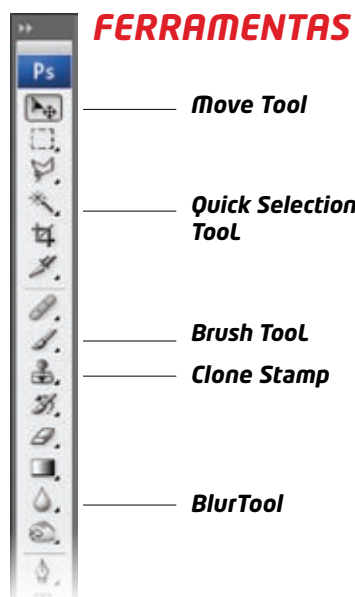 FERRAMENTAS
Ps
Move Tool
Quick Selection
Tool
Brush Tool
Clone Stamp
BlurTool